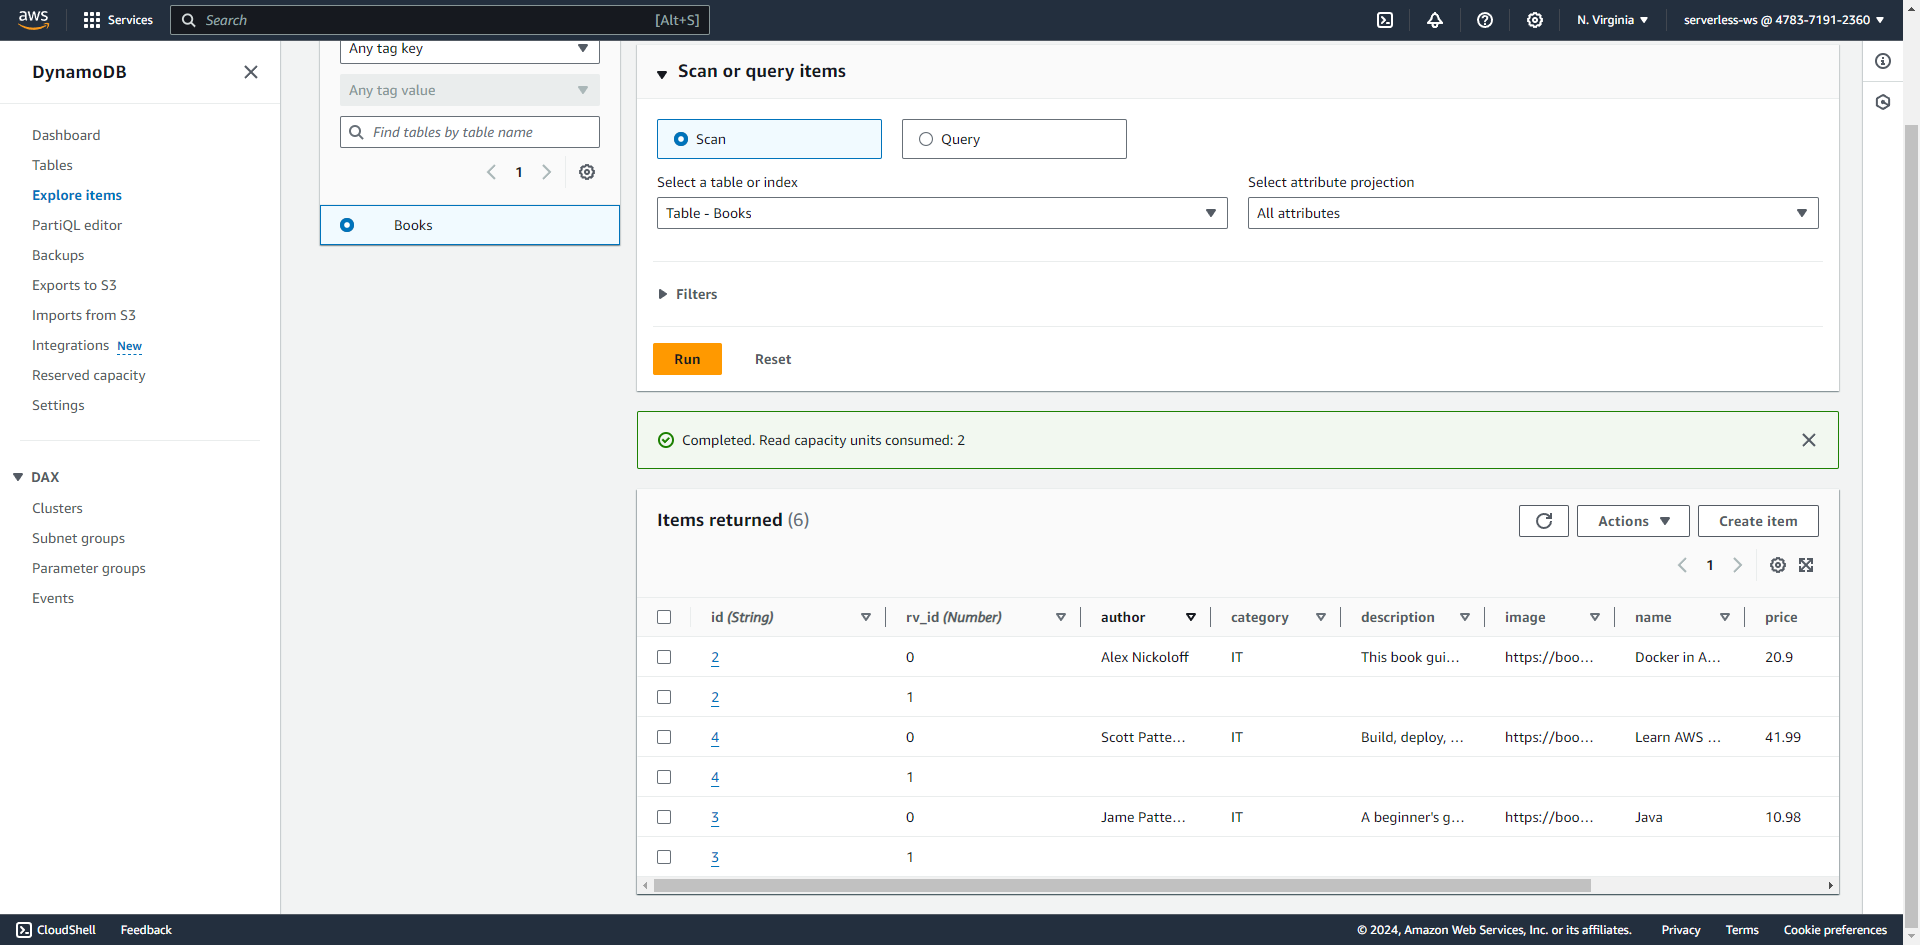 aws
Services
Search
[Alt+S]
N. Virginia
serverless-ws @ 4783-7191-2360
DynamoDB
Dashboard
Tables
Explore items
PartiQL editor
Backups
Exports to S3
Imports from S3
Integrations New
Reserved capacity
Settings
DAX
Clusters
Subnet groups
Parameter groups
Events
Any tag key
Any tag value
Find tables by table name
1
Books
Scan or query items
Scan
Query
Select a table or index
Select attribute projection
Table - Books
All attributes
Filters
Run
Reset
Completed. Read capacity units consumed: 2
Items returned (6)
Actions
Create item
1
id (String) rv_id (Number) author category description image name price
2 0 Alex Nickoloff IT This book gui... https://boo... Docker in A... 20.9
2 1
4 0 Scott Patte... IT Build, deploy, ... https://boo... Learn AWS ... 41.99
4 1
3 0 Jame Patte... IT A beginner's g... https://boo... Java 10.98
3 1
CloudShell
Feedback
© 2024, Amazon Web Services, Inc. or its affiliates.
Privacy
Terms
Cookie preferences